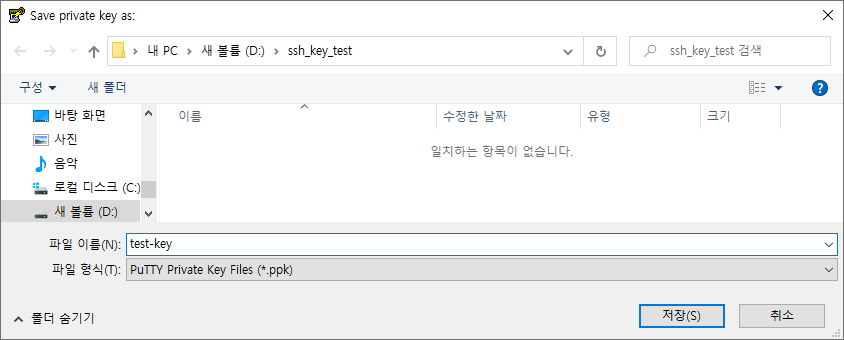 Save private key as:
내 PC > 새 볼륨 (D:) > ssh_key_test
ssh_key_test 검색
구성
새 폴더
?
이름
수정한 날짜
유형
크기
바탕 화면
사진
음악
로컬 디스크 (C:)
새 볼륨 (D:)
일치하는 항목이 없습니다.
파일 이름(N): test-key
파일 형식(T): PuTTY Private Key Files (*.ppk)
폴더 숨기기
저장(S)
취소